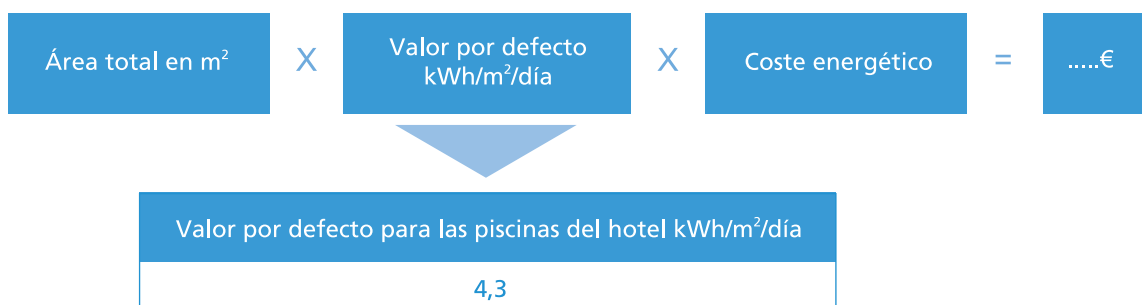 Área total en m²
X
Valor por defecto
kWh/m²/día
X
Coste energético
=
.....€
Valor por defecto para las piscinas del hotel kWh/m²/día
4,3